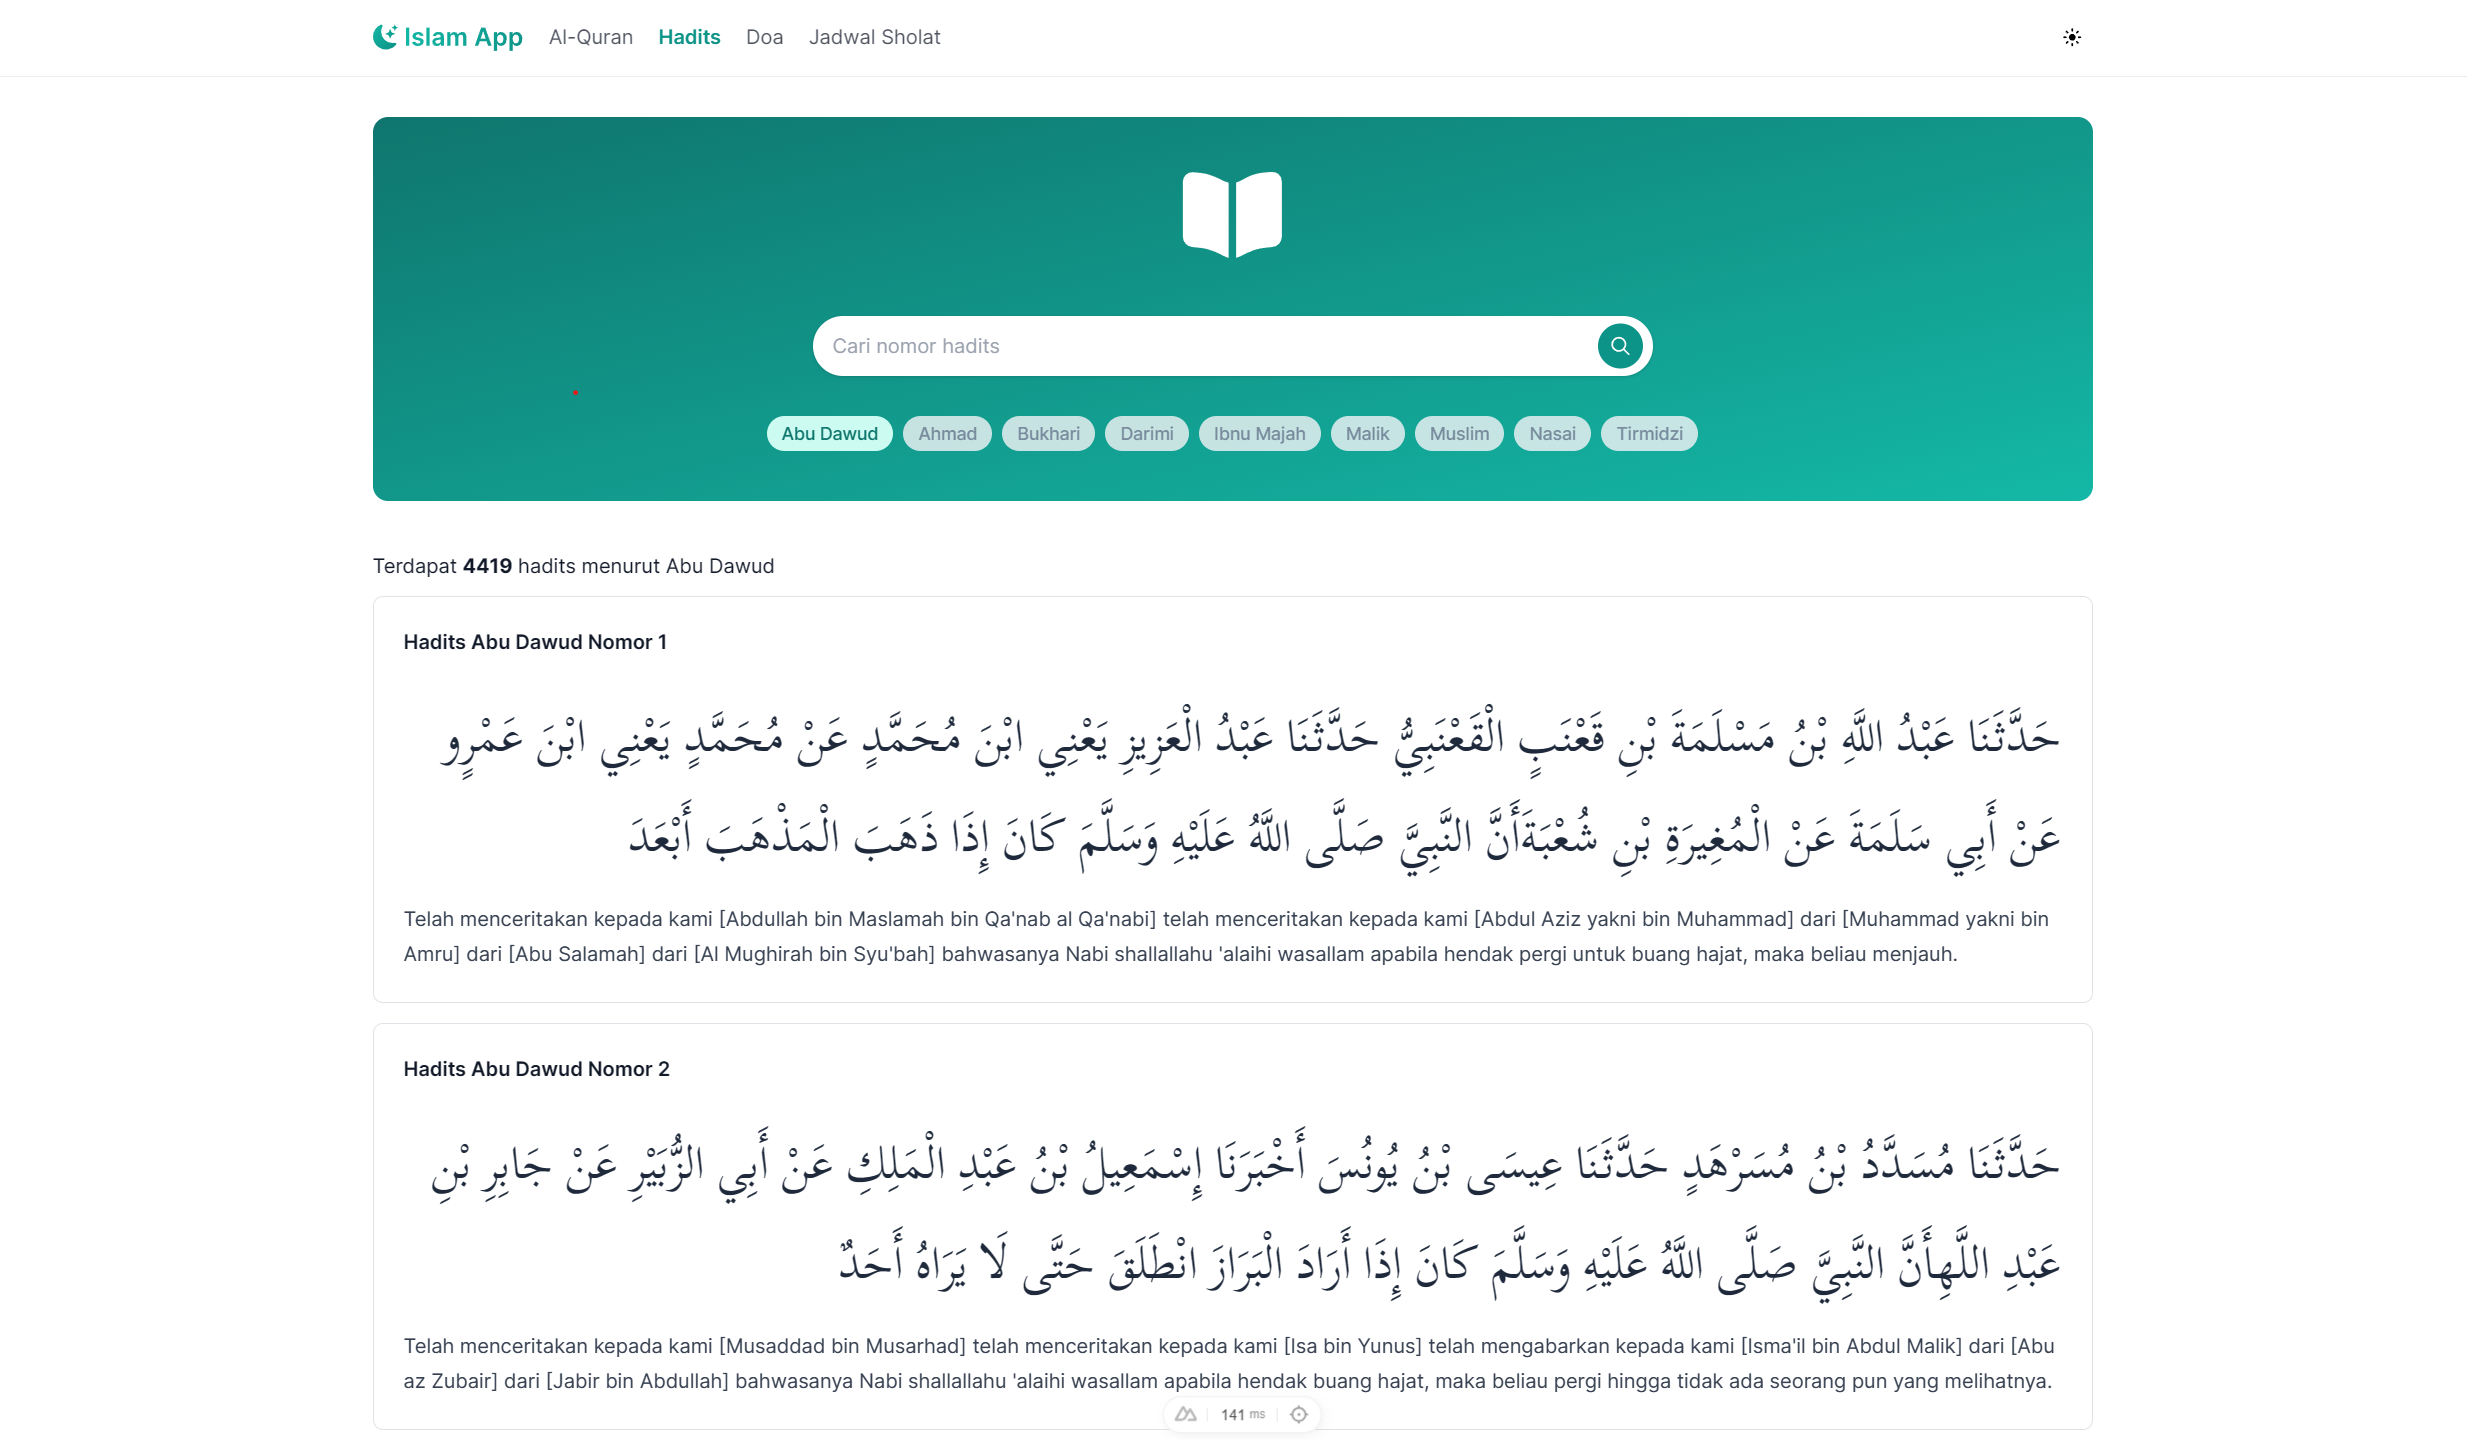 Islam App
Al-Quran
Hadits
Doa
Jadwal Sholat
Cari nomor hadits
Abu Dawud
Ahmad
Bukhari
Darimi
Ibnu Majah
Malik
Muslim
Nasai
Tirmidzi
Terdapat 4419 hadits menurut Abu Dawud
Hadits Abu Dawud Nomor 1
حَدَّثَنَا عَبْدُ اللَّهِ بْنُ مَسْلَمَةَ بْنِ قَعْنَبٍ الْقَعْنَبِيُّ حَدَّثَنَا عَبْدُ الْعَزِيزِ يَعْنِي ابْنَ مُحَمَّدٍ عَنْ مُحَمَّدٍ يَعْنِي ابْنَ عَمْرٍو
عَنْ أَبِي سَلَمَةَ عَنْ الْمُغِيرَةِ بْنِ شُعْبَةَأَنَّ النَّبِيَّ صَلَّى اللَّهُ عَلَيْهِ وَسَلَّمَ كَانَ إِذَا ذَهَبَ الْمَذْهَبَ أَبْعَدَ
Telah menceritakan kepada kami [Abdullah bin Maslamah bin Qa'nab al Qa'nabi] telah menceritakan kepada kami [Abdul Aziz yakni bin Muhammad] dari [Muhammad yakni bin
Amru] dari [Abu Salamah] dari [Al Mughirah bin Syu'bah] bahwasanya Nabi shallallahu 'alaihi wasallam apabila hendak pergi untuk buang hajat, maka beliau menjauh.
Hadits Abu Dawud Nomor 2
حَدَّثَنَا مُسَدَّدُ بْنُ مُسَرْهَدٍ حَدَّثَنَا عِيسَى بْنُ يُونُسَ أَخْبَرَنَا إِسْمَعِيلُ بْنُ عَبْدِ الْمَلِكِ عَنْ أَبِي الزُّبَيْرِ عَنْ جَابِرِ بْنِ
عَبْدِ اللَّهِأَنَّ النَّبِيَّ صَلَّى اللَّهُ عَلَيْهِ وَسَلَّمَ كَانَ إِذَا أَرَادَ الْبَرَازَ انْطَلَقَ حَتَّى لَا يَرَاهُ أَحَدٌ
Telah menceritakan kepada kami [Musaddad bin Musarhad] telah menceritakan kepada kami [Isa bin Yunus] telah mengabarkan kepada kami [Isma'il bin Abdul Malik] dari [Abu
az Zubair] dari [Jabir bin Abdullah] bahwasanya Nabi shallallahu 'alaihi wasallam apabila hendak buang hajat, maka beliau pergi hingga tidak ada seorang pun yang melihatnya.
141 ms